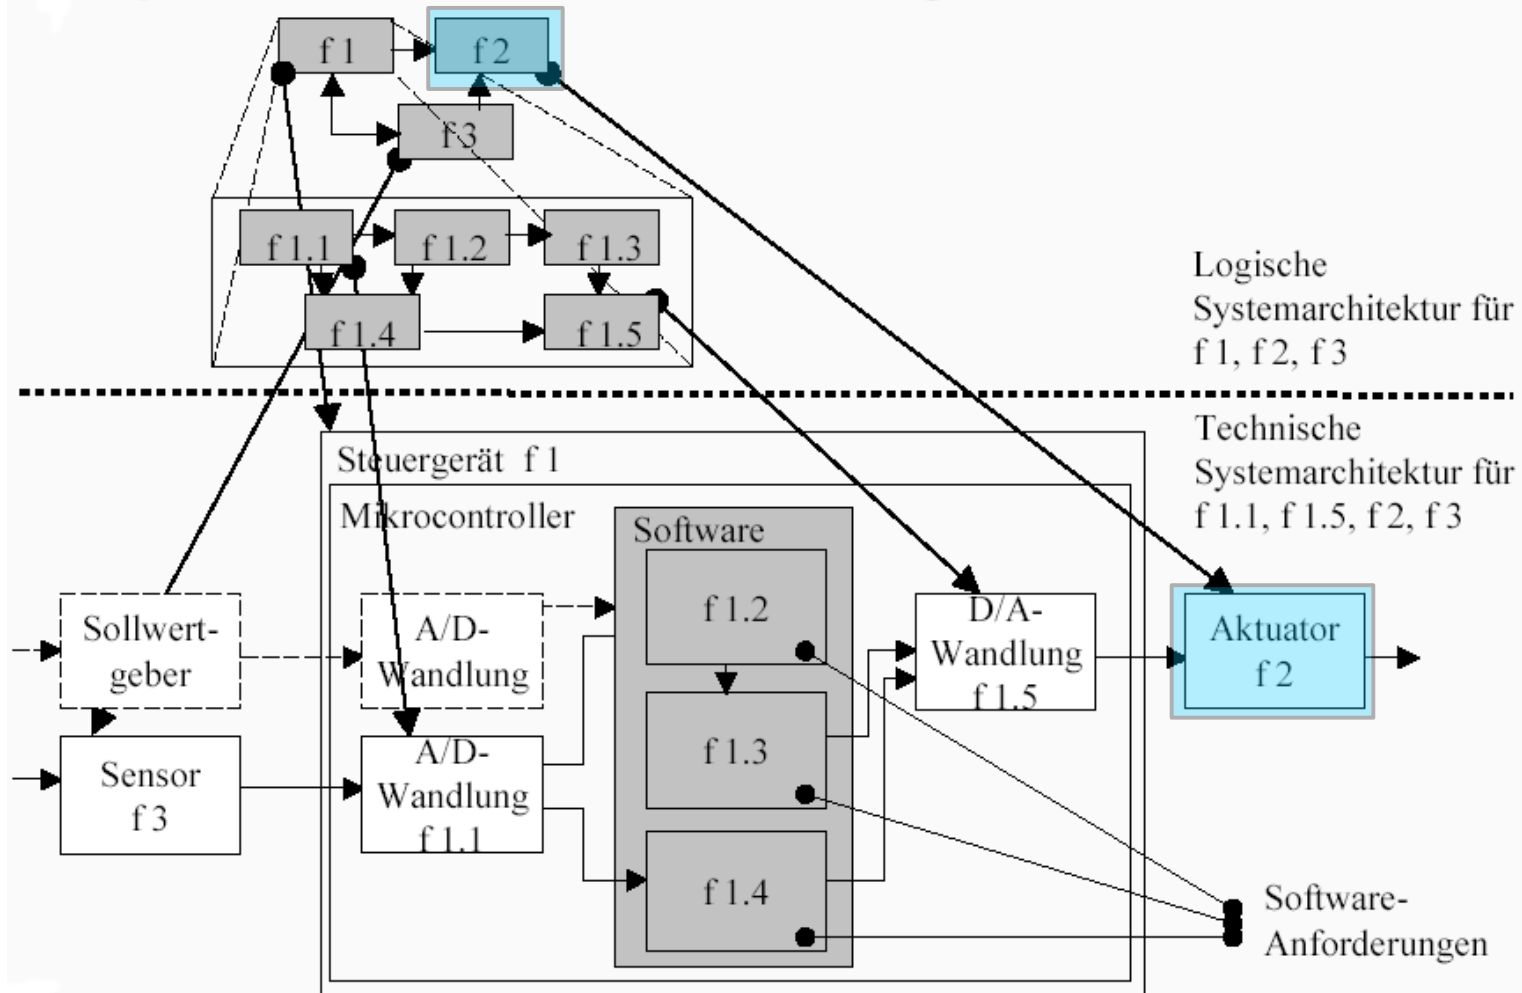 f 1
f 2
f 3
f 1.1
f 1.2
f 1.3
f 1.4
f 1.5
Logische
Systemarchitektur für
f 1, f 2, f 3
Technische
Systemarchitektur für
f 1.1, f 1.5, f 2, f 3
Steuergerät f 1
Mikrocontroller
Software
Sollwert-
geber
A/D-
Wandlung
f 1.2
D/A-
Wandlung
f 1.5
Aktuator
f 2
Sensor
f 3
A/D-
Wandlung
f 1.1
f 1.3
f 1.4
Software-
Anforderungen